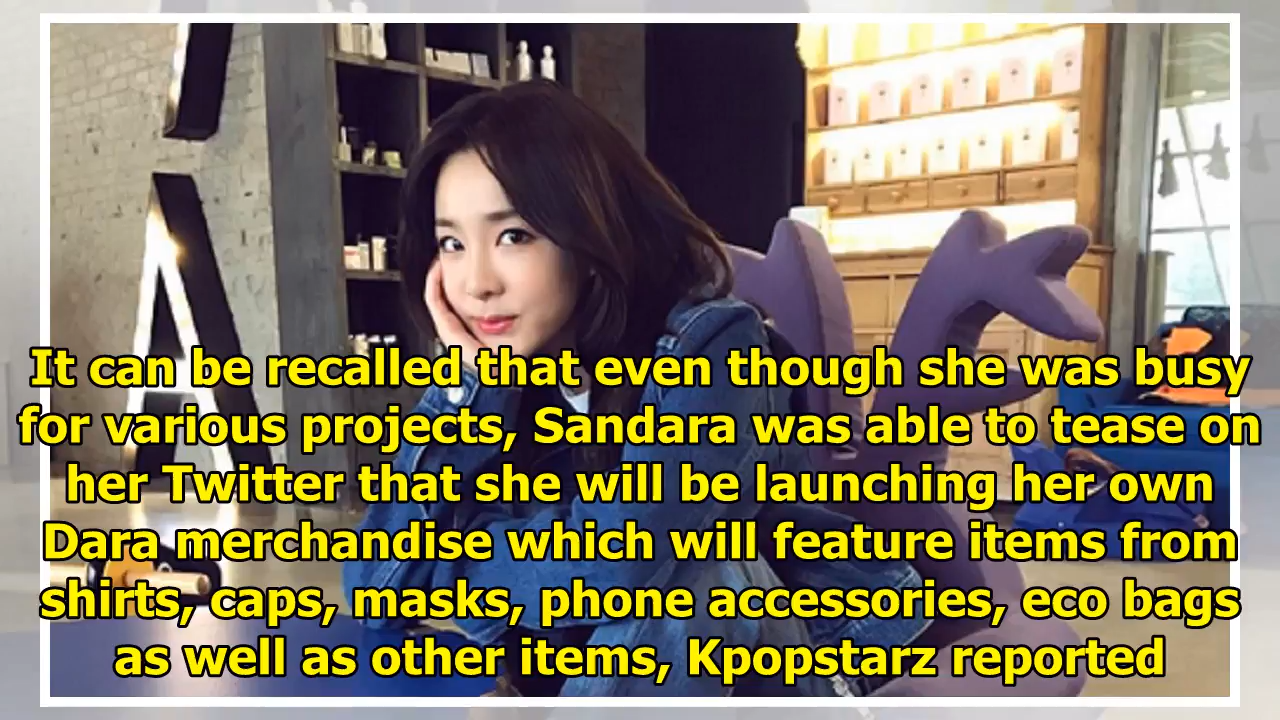 It can be recalled that even though she was busy
for various projects, Sandara was able to tease on
her Twitter that she will be launching her own
Dara merchandise which will feature items from
shirts, caps, masks, phone accessories, eco bags
as well as other items, Kpopstarz reported